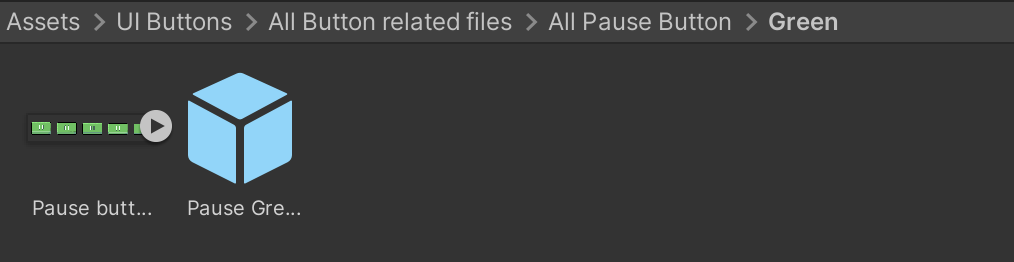 Assets > UI Buttons > All Button related files > All Pause Button > Green
Pause butt...
Pause Gre...